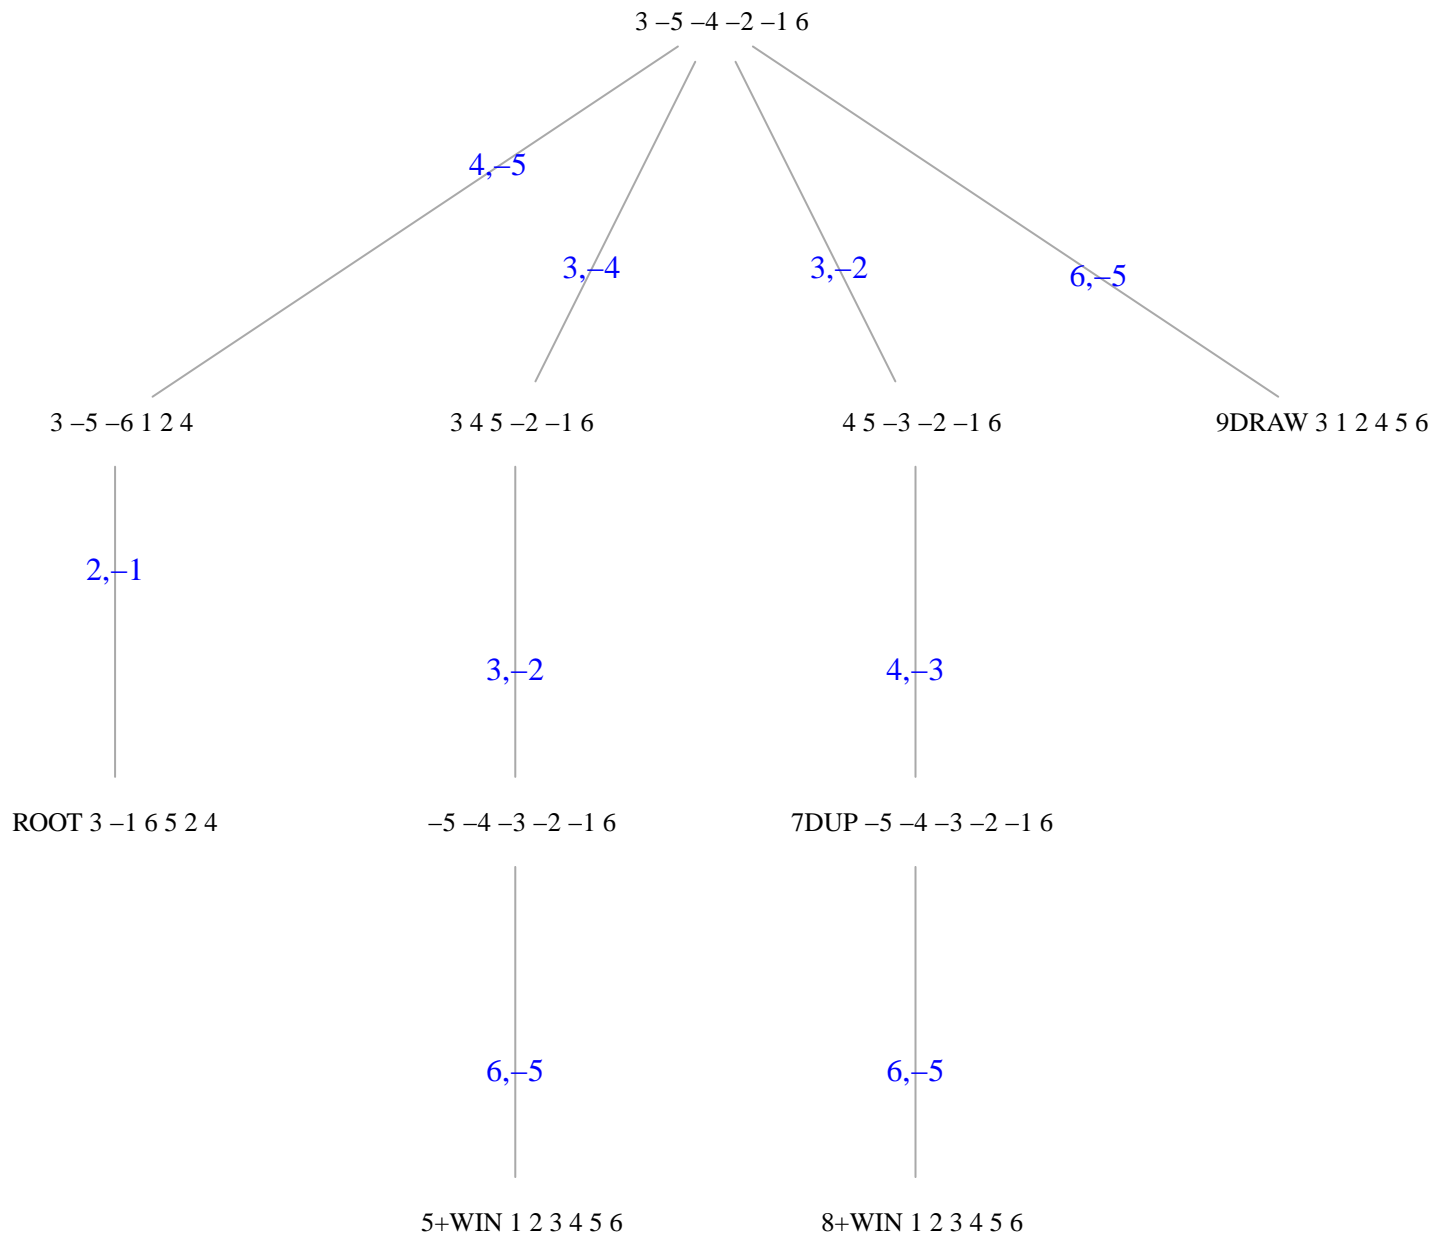 3 –5 –4 –2 –1 6
4,–5
3,–4
3,–2
6,–5
3 –5 –6 1 2 4
3 4 5 –2 –1 6
4 5 –3 –2 –1 6
9DRAW 3 1 2 4 5 6
2,–1
3,–2
4,–3
ROOT 3 –1 6 5 2 4
–5 –4 –3 –2 –1 6
7DUP –5 –4 –3 –2 –1 6
6,–5
6,–5
5+WIN 1 2 3 4 5 6
8+WIN 1 2 3 4 5 6